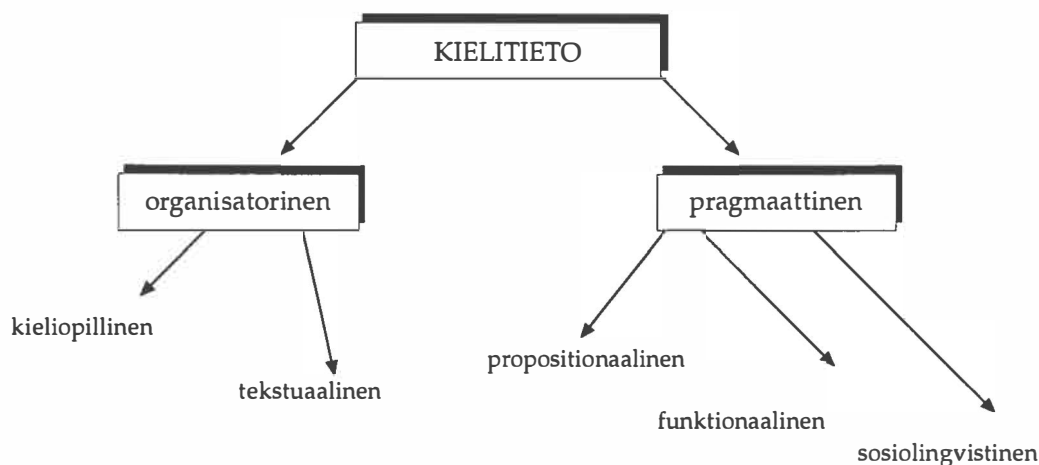 KIELITIETO
organisatorinen
pragmaattinen
kieliopillinen
tekstuaalinen
propositionaalinen
funktionaalinen
sosiolingvistinen